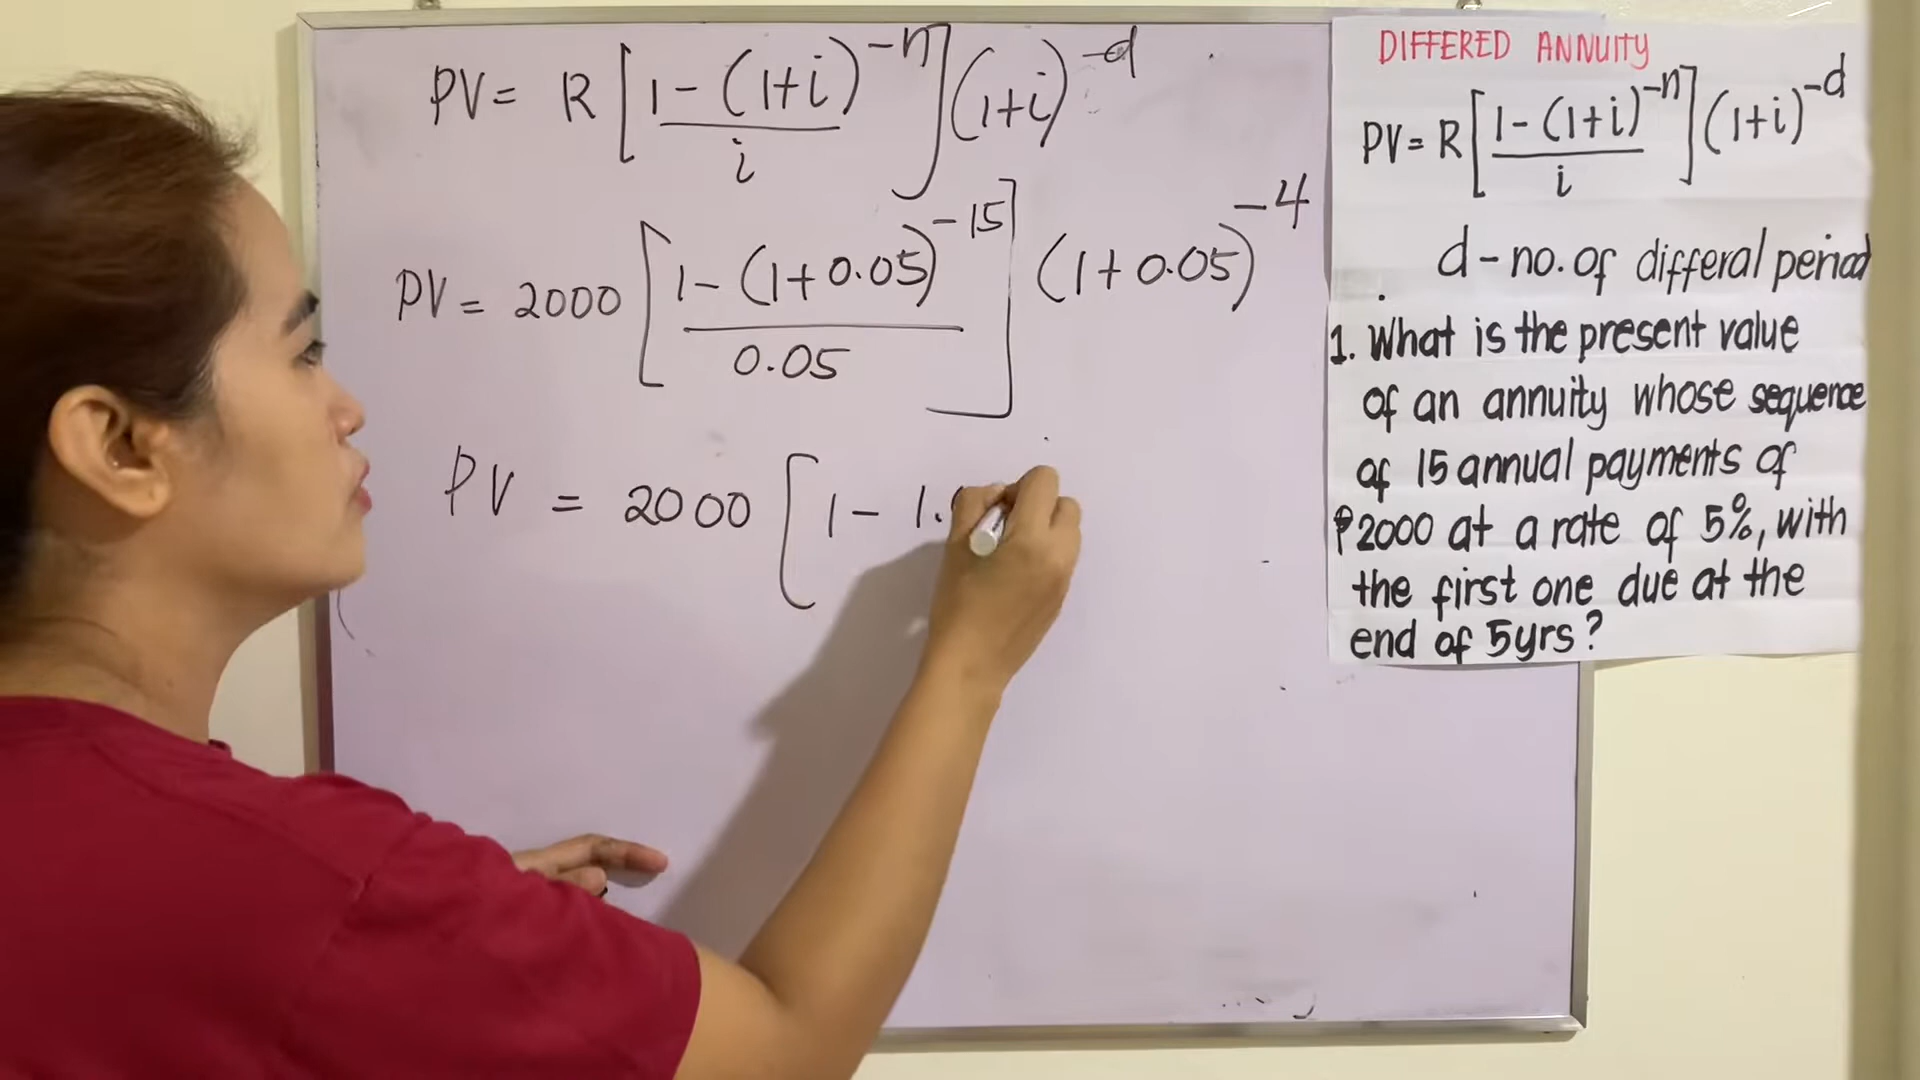 PV = R [1 - (1+i)^-n / i] (1+i)^-d
PV = 2000 [1 - (1+0.05)^-15 / 0.05] (1+0.05)^-4
PV = 2000 [1 - 1.
DIFFERED ANNUITY
PV = R [1 - (1+i)^-n / i] (1+i)^-d
d - no. of differal period
1. What is the present value
of an annuity whose sequence
of 15 annual payments of
₱2000 at a rate of 5%, with
the first one due at the
end of 5yrs?